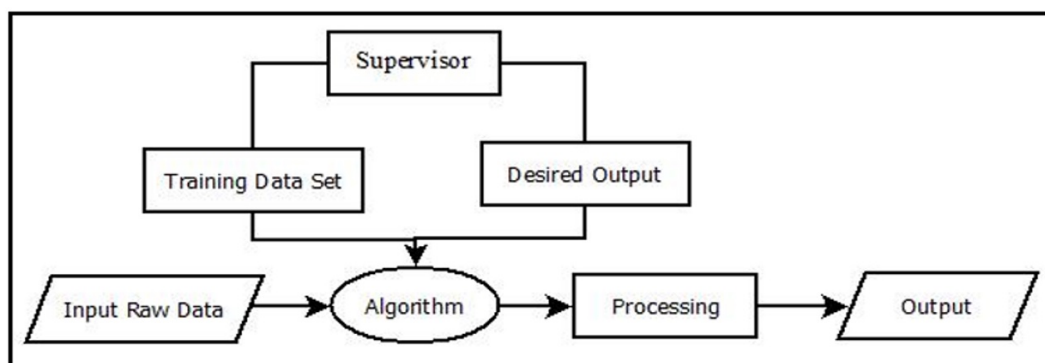 Supervisor
Training Data Set
Desired Output
Input Raw Data
Algorithm
Processing
Output